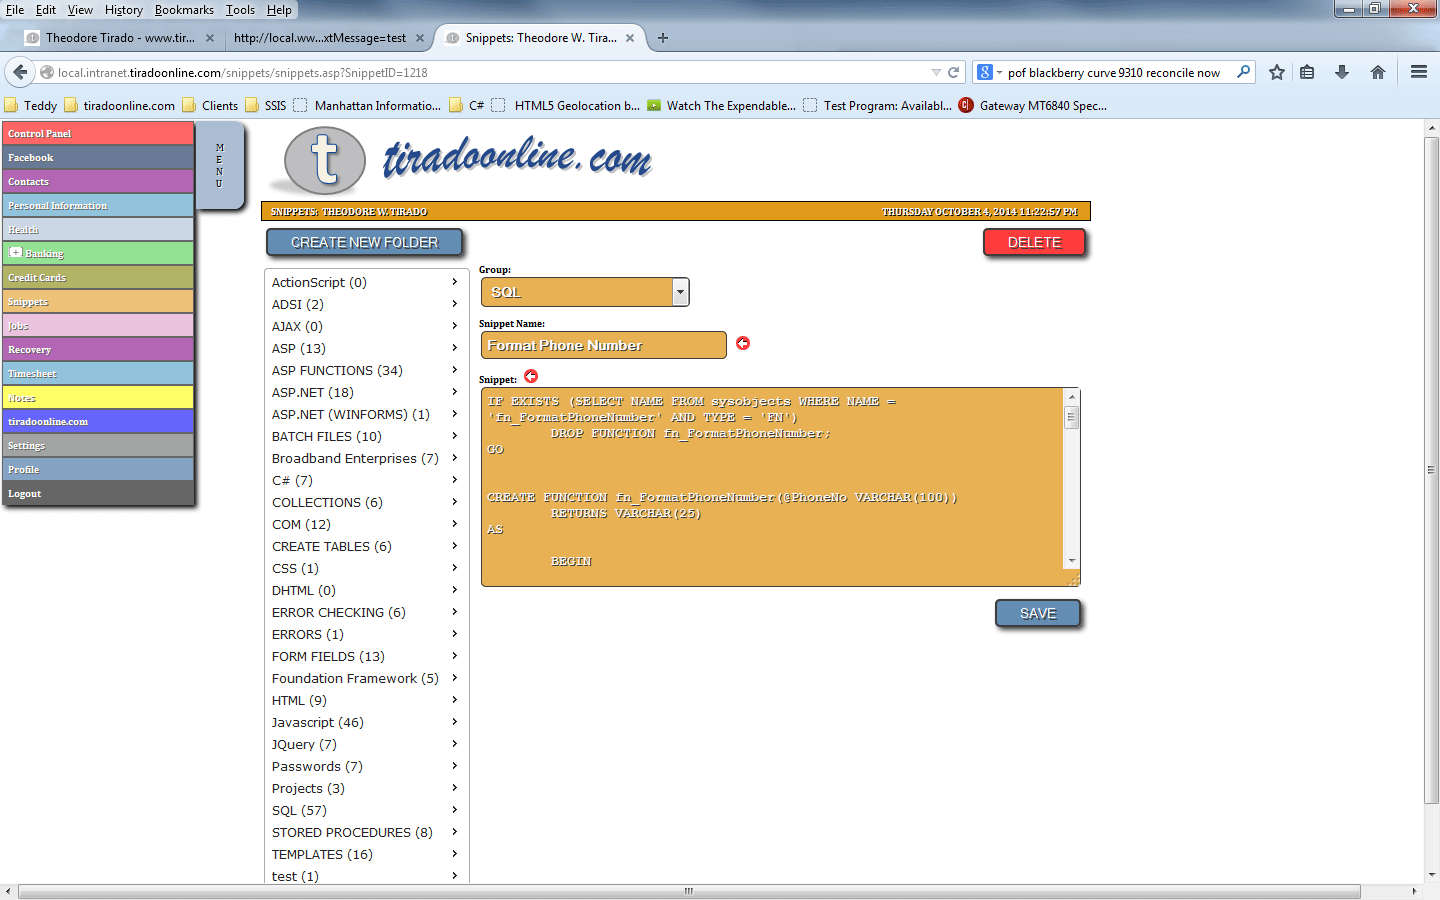 File Edit View History Bookmarks Tools Help
Theodore Tirado - www.tir...
http://local.ww...xtMessage=test
Snippets: Theodore W. Tira...
local.intranet.tiradoonline.com/snippets/snippets.asp?SnippetID=1218
pof blackberry curve 9310 reconcile now
Teddy
tiradoonline.com
Clients
SSIS
Manhattan Informatio...
C#
HTML5 Geolocation b...
Watch The Expendable...
Test Program: Availabl...
Gateway MT6840 Spec...
Control Panel
Facebook
Contacts
Personal Information
Health
Banking
Credit Cards
Snippets
Jobs
Recovery
Timesheet
Notes
tiradoonline.com
Settings
Profile
Logout
M
E
N
U
t
tiradoonline.com
SNIPPETS: THEODORE W. TIRADO
THURSDAY OCTOBER 4, 2014 11:22:57 PM
CREATE NEW FOLDER
DELETE
ActionScript (0)
ADSI (2)
AJAX (0)
ASP (13)
ASP FUNCTIONS (34)
ASP.NET (18)
ASP.NET (WINFORMS) (1)
BATCH FILES (10)
Broadband Enterprises (7)
C# (7)
COLLECTIONS (6)
COM (12)
CREATE TABLES (6)
CSS (1)
DHTML (0)
ERROR CHECKING (6)
ERRORS (1)
FORM FIELDS (13)
Foundation Framework (5)
HTML (9)
Javascript (46)
JQuery (7)
Passwords (7)
Projects (3)
SQL (57)
STORED PROCEDURES (8)
TEMPLATES (16)
test (1)
Group:
SQL
Snippet Name:
Format Phone Number
Snippet:
IF EXISTS (SELECT NAME FROM sysobjects WHERE NAME =
'fn_FormatPhoneNumber' AND TYPE = 'FN')
DROP FUNCTION fn_FormatPhoneNumber;
GO
CREATE FUNCTION fn_FormatPhoneNumber(@PhoneNo VARCHAR(100))
RETURNS VARCHAR(25)
AS
BEGIN
SAVE